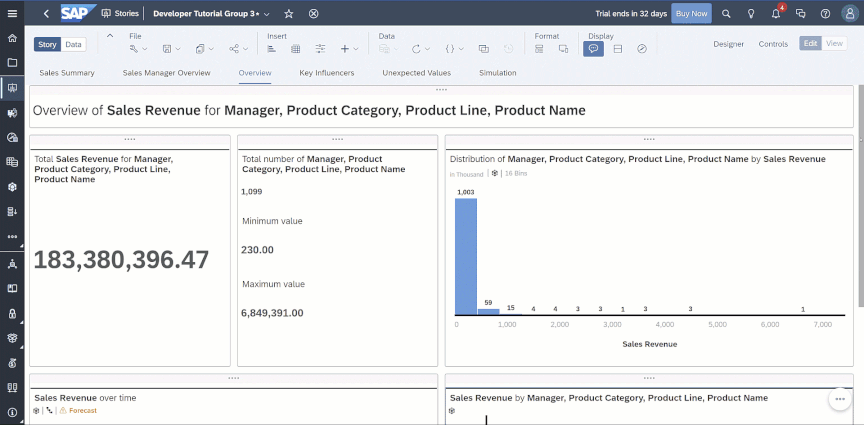 SAP Stories Developer Tutorial Group 3* Trial ends in 32 days Buy Now 4
Story Data File Insert Data Format Display Designer Controls Edit View
Sales Summary Sales Manager Overview Overview Key Influencers Unexpected Values Simulation
Overview of Sales Revenue for Manager, Product Category, Product Line, Product Name
Total Sales Revenue for Manager,
Product Category, Product Line,
Product Name
183,380,396.47
Total number of Manager, Product
Category, Product Line, Product Name
1,099
Minimum value
230.00
Maximum value
6,849,391.00
Distribution of Manager, Product Category, Product Line, Product Name by Sales Revenue
in Thousand | 16 Bins
1,003
59 15 4 4 3 3 1 3 3 1
0 1,000 2,000 3,000 4,000 5,000 6,000 7,000
Sales Revenue
Sales Revenue over time
Forecast
Sales Revenue by Manager, Product Category, Product Line, Product Name